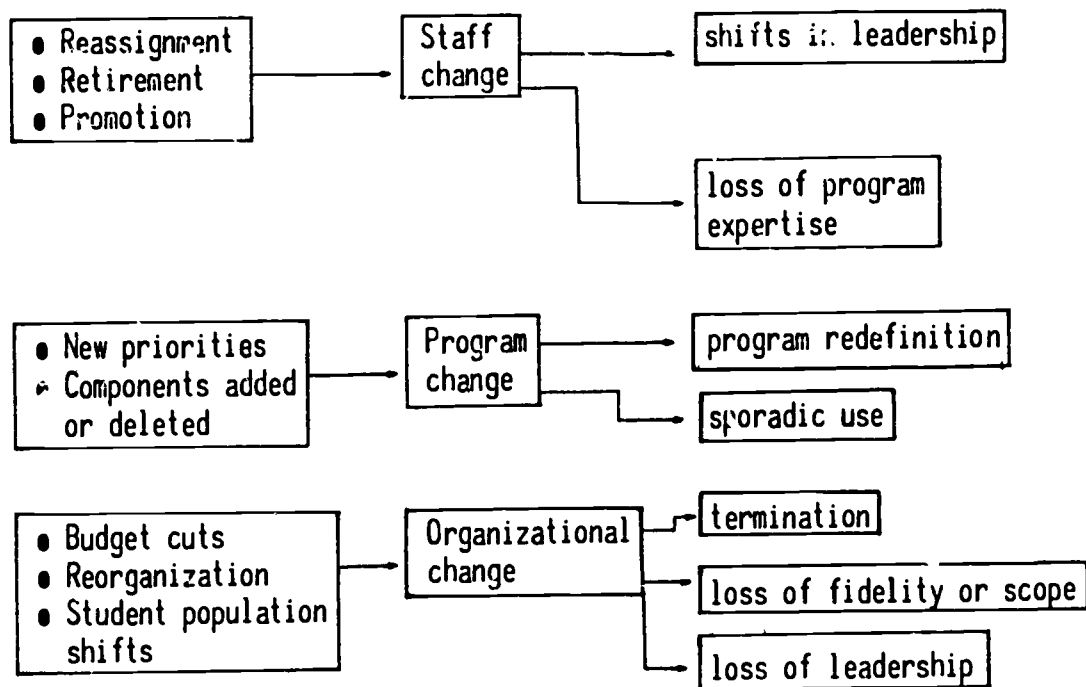 ● Reassignment
● Retirement
● Promotion
Staff
change
shifts in leadership
loss of program
expertise
● New priorities
● Components added
or deleted
Program
change
program redefinition
sporadic use
● Budget cuts
● Reorganization
● Student population
shifts
Organizational
change
termination
loss of fidelity or scope
loss of leadership